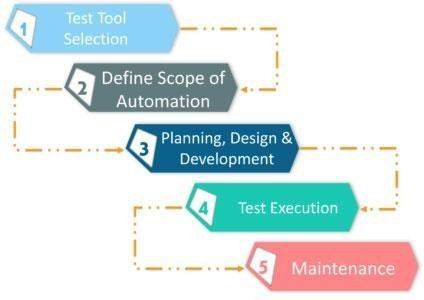 1
Test Tool
Selection
2
Define Scope of
Automation
3
Planning, Design &
Development
4
Test Execution
5
Maintenance